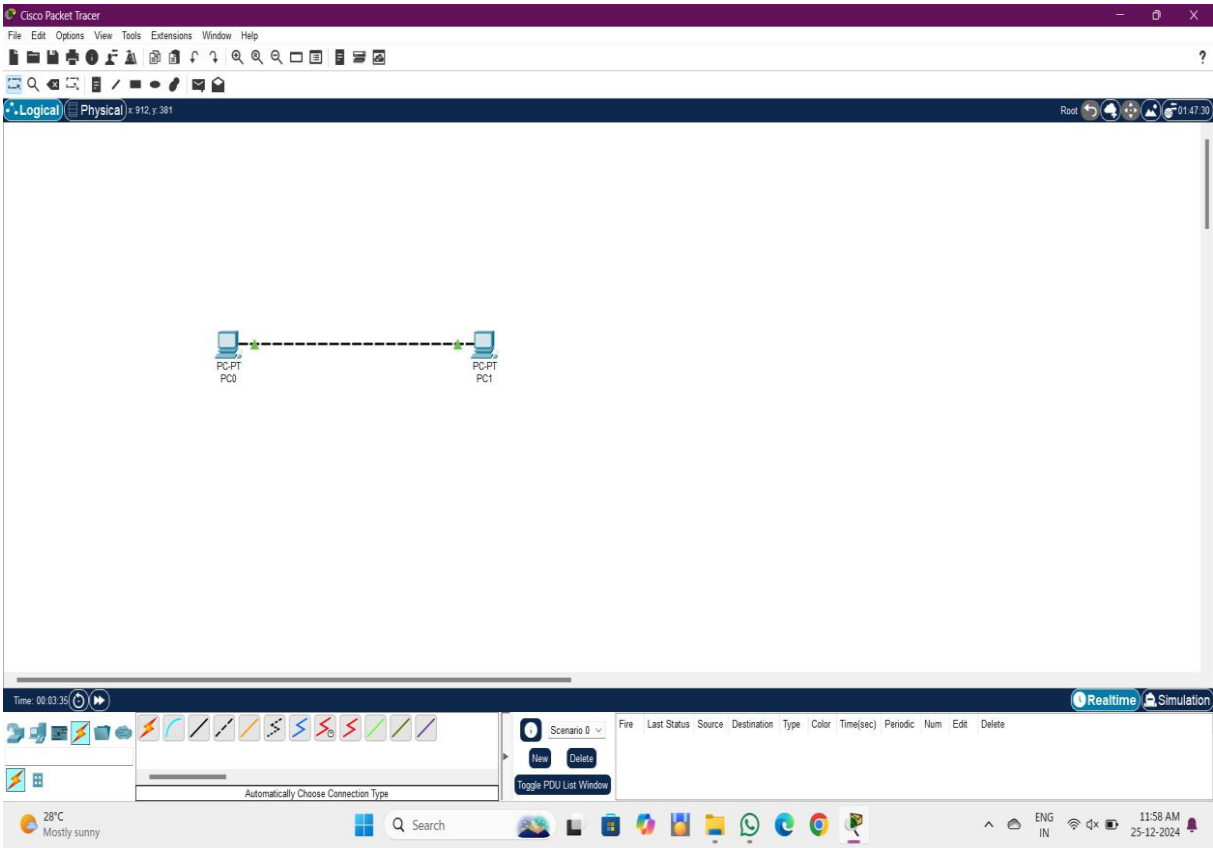 Cisco Packet Tracer
File Edit Options View Tools Extensions Window Help
?
Logical Physical x: 912, y: 381 Root 01:47:30
PC-PT PC-PT
PC0 PC1
Time: 00:03:35 Realtime Simulation
Scenario 0 Fire Last Status Source Destination Type Color Time(sec) Periodic Num Edit Delete
New Delete
Toggle PDU List Window
Automatically Choose Connection Type
28°C
Mostly sunny
Search
ENG
IN
11:58 AM
25-12-2024